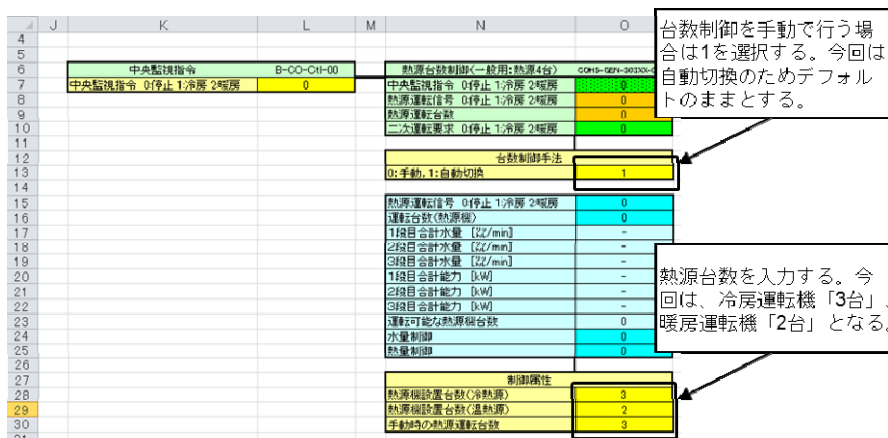 J K L M N O
4
5
6 中央監視指令 B-CO-Ctl-00 熱源台数制御(一般用:熱源4台)
7 中央監視指令 0:停止 1:冷房 2:暖房 0 中央監視指令 0:停止 1:冷房 2:暖房 0
8 熱源運転信号 0:停止 1:冷房 2:暖房 0
9 熱源運転台数 0
10 二次運転要求 0:停止 1:冷房 2:暖房 0
11
12 台数制御手法
13 0:手動, 1:自動切換 1
14
15 熱源運転信号 0:停止 1:冷房 2:暖房 0
16 運転台数(熱源機) 0
17 1段目合計水量 [㍑/min] -
18 2段目合計水量 [㍑/min] -
19 3段目合計水量 [㍑/min] -
20 1段目合計能力 [kW] -
21 2段目合計能力 [kW] -
22 3段目合計能力 [kW] -
23 運転可能な熱源機台数 0
24 水量制御 0
25 熱量制御 0
26
27 制御属性
28 熱源機設置台数(冷熱源) 3
29 熱源機設置台数(温熱源) 2
30 手動時の熱源運転台数 3
台数制御を手動で行う場
合は1を選択する。今回は
自動切換のためデフォル
トのままとする。
熱源台数を入力する。今
回は、冷房運転機「3台」、
暖房運転機「2台」となる。